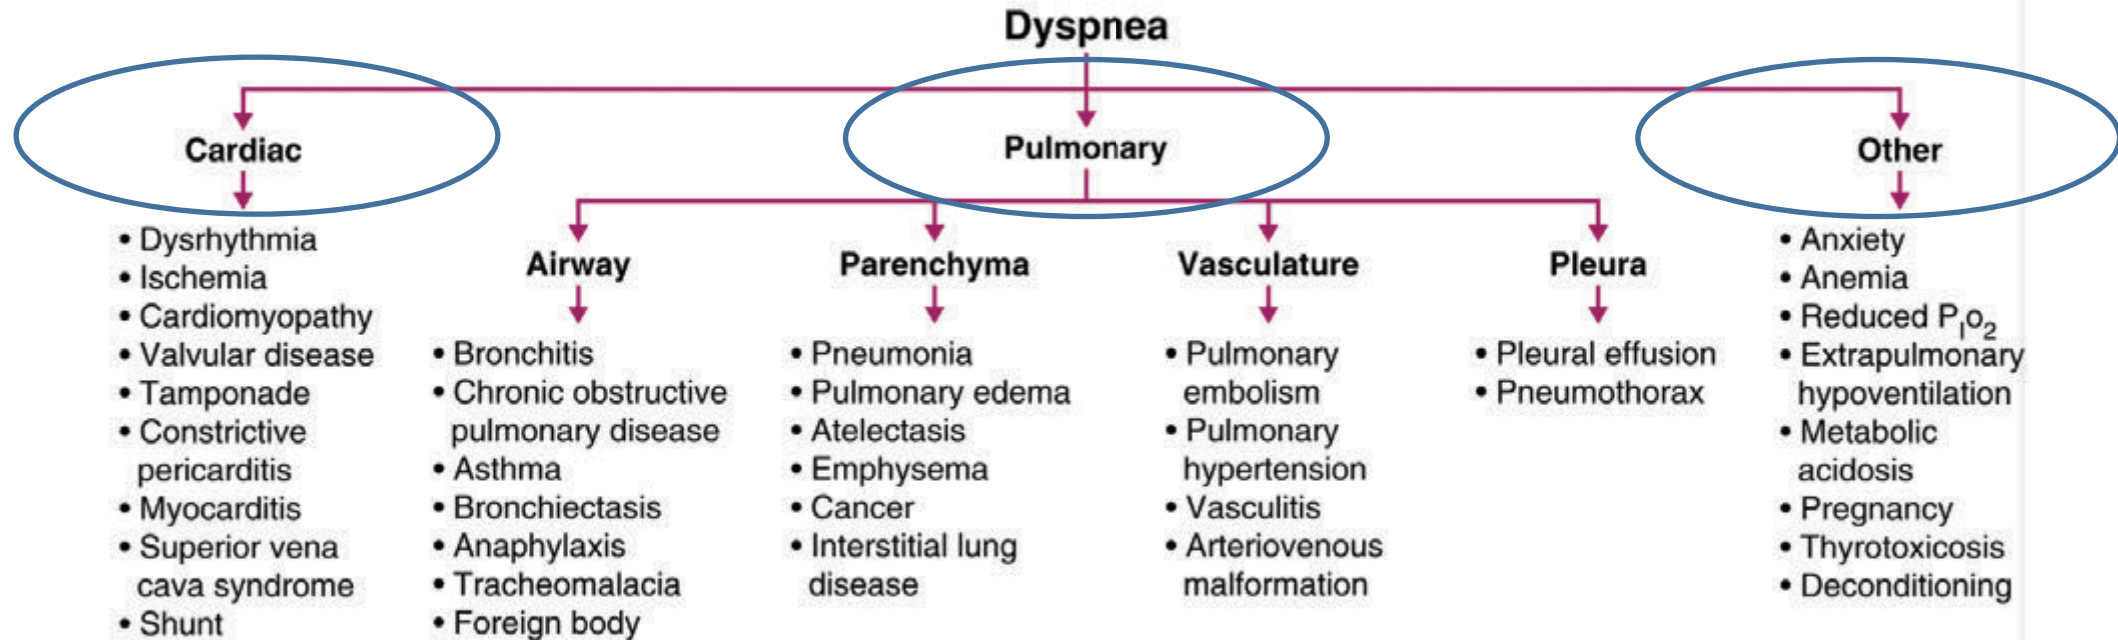 Dyspnea
Cardiac
Pulmonary
Other
• Dysrhythmia
• Ischemia
• Cardiomyopathy
• Valvular disease
• Tamponade
• Constrictive
pericarditis
• Myocarditis
• Superior vena
cava syndrome
• Shunt
Airway
• Bronchitis
• Chronic obstructive
pulmonary disease
• Asthma
• Bronchiectasis
• Anaphylaxis
• Tracheomalacia
• Foreign body
Parenchyma
• Pneumonia
• Pulmonary edema
• Atelectasis
• Emphysema
• Cancer
• Interstitial lung
disease
Vasculature
• Pulmonary
embolism
• Pulmonary
hypertension
• Vasculitis
• Arteriovenous
malformation
Pleura
• Pleural effusion
• Pneumothorax
• Anxiety
• Anemia
• Reduced PIO2
• Extrapulmonary
hypoventilation
• Metabolic
acidosis
• Pregnancy
• Thyrotoxicosis
• Deconditioning